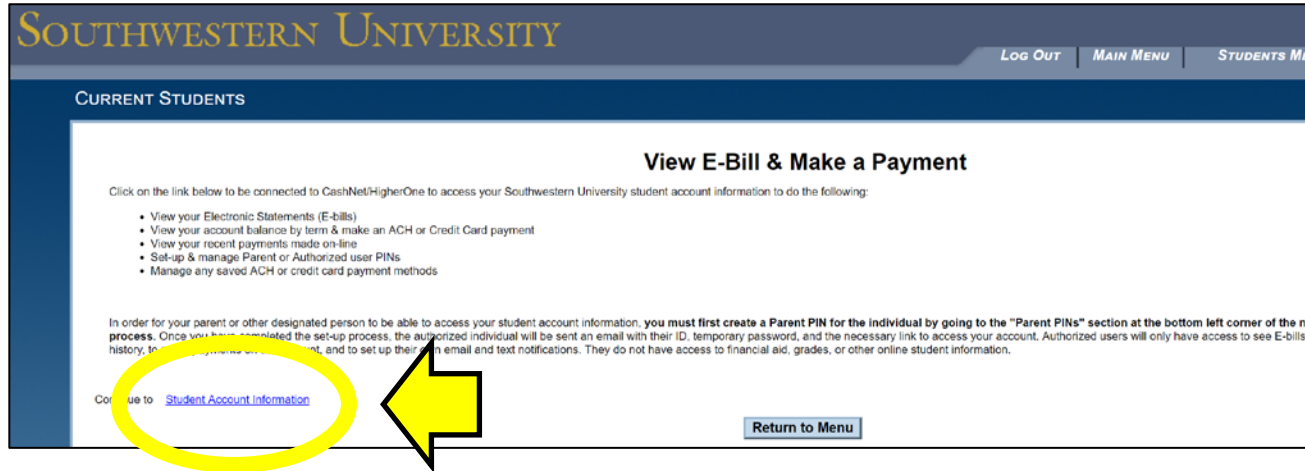 SOUTHWESTERN UNIVERSITY
LOG OUT MAIN MENU STUDENTS
CURRENT STUDENTS
View E-Bill & Make a Payment
Click on the link below to be connected to CashNet/HigherOne to access your Southwestern University student account information to do the following:
• View your Electronic Statements (E-bills)
• View your account balance by term & make an ACH or Credit Card payment
• View your recent payments made on-line
• Set-up & manage Parent or Authorized user PINs
• Manage any saved ACH or credit card payment methods
In order for your parent or other designated person to be able to access your student account information, you must first create a Parent PIN for the individual by going to the "Parent PINs" section at the bottom left corner of the
process. Once you have completed the set-up process, the authorized individual will be sent an email with their ID, temporary password, and the necessary link to access your account. Authorized users will only have access to see E-bills
history, and to set up their own email and text notifications. They do not have access to financial aid, grades, or other online student information.
Continue to Student Account Information
Return to Menu